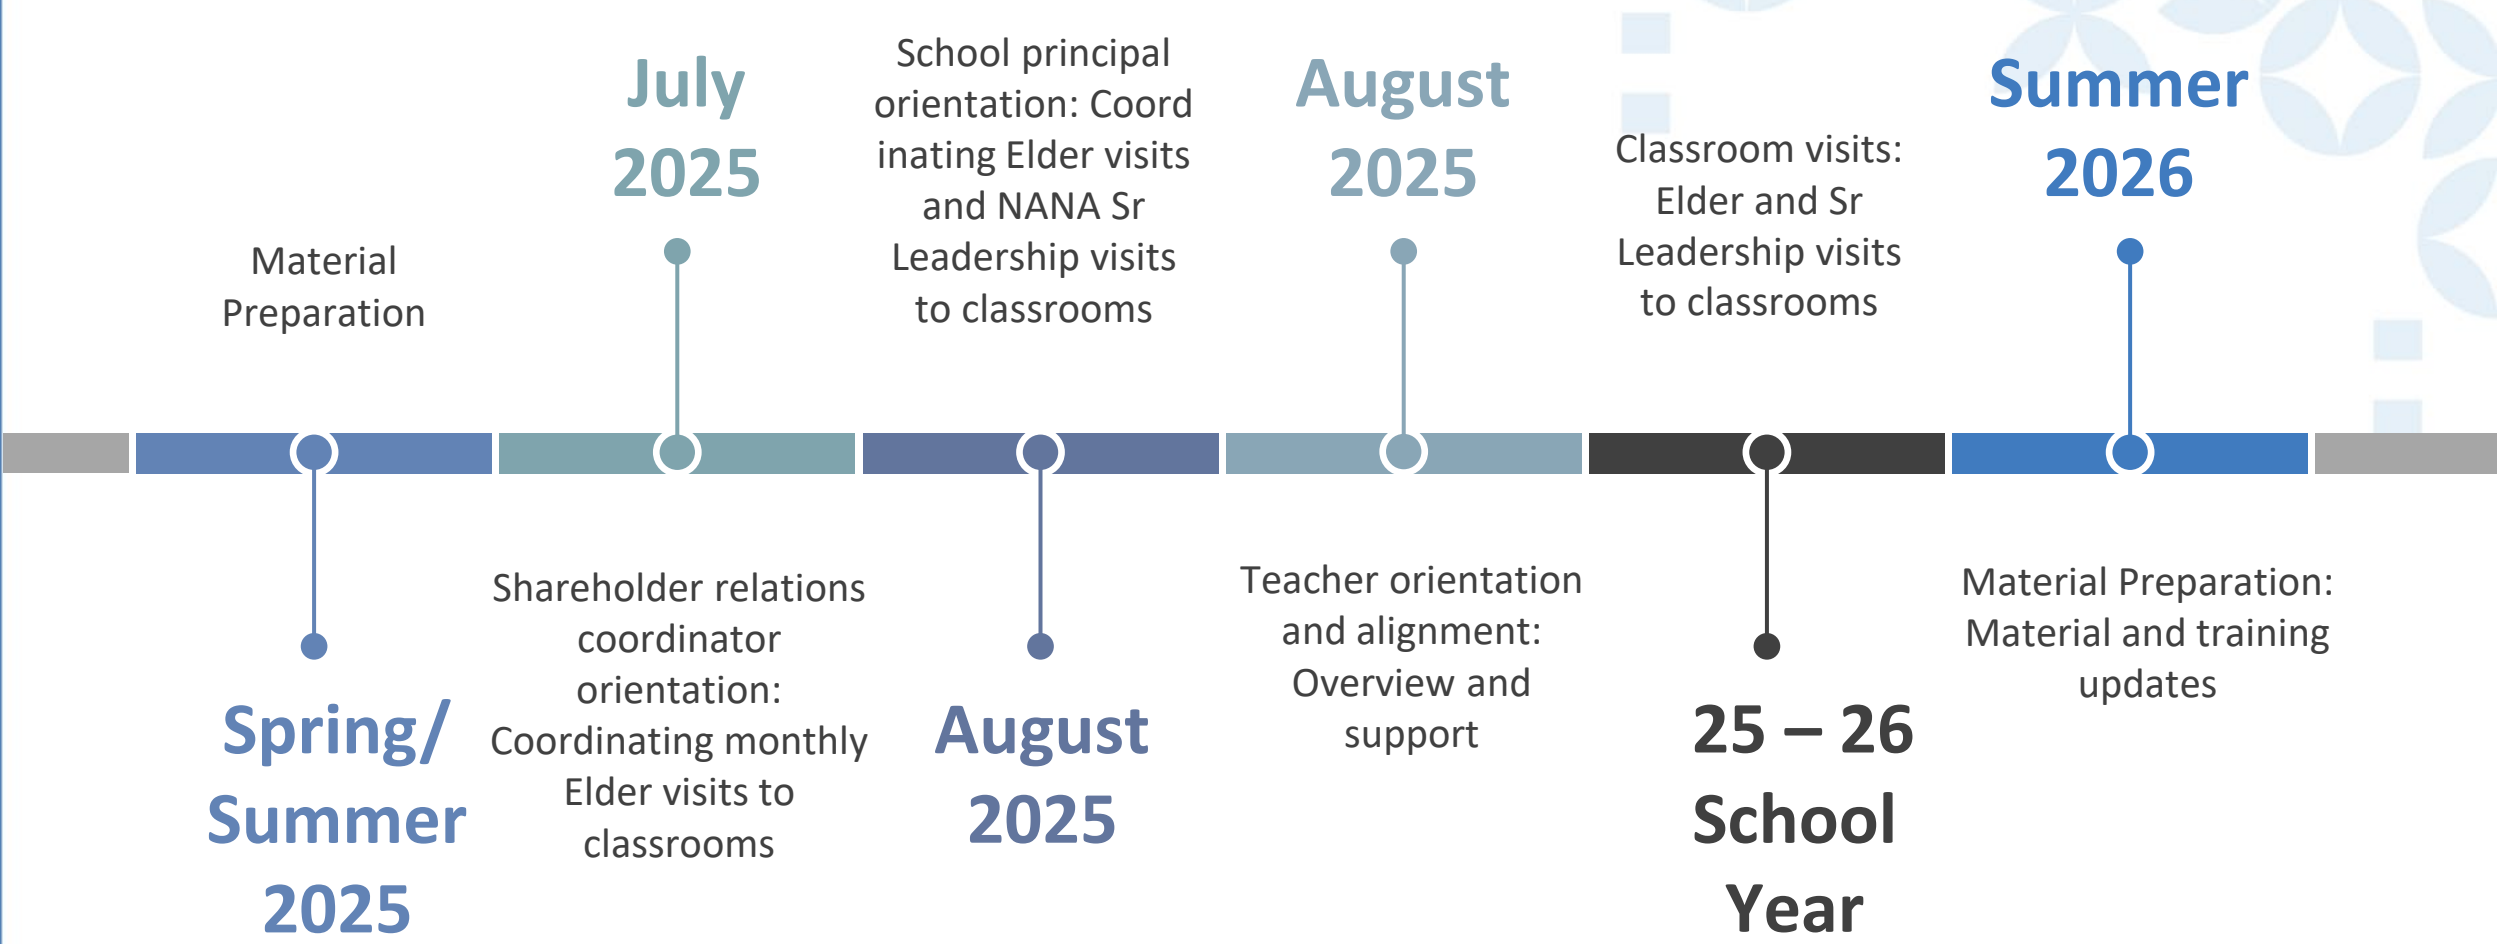 Material
Preparation
Spring/
Summer
2025
July
2025
Shareholder relations
coordinator
orientation:
Coordinating monthly
Elder visits to
classrooms
School principal
orientation: Coord
inating Elder visits
and NANA Sr
Leadership visits
to classrooms
August
2025
August
2025
Teacher orientation
and alignment:
Overview and
support
Classroom visits:
Elder and Sr
Leadership visits
to classrooms
25 – 26
School
Year
Summer
2026
Material Preparation:
Material and training
updates